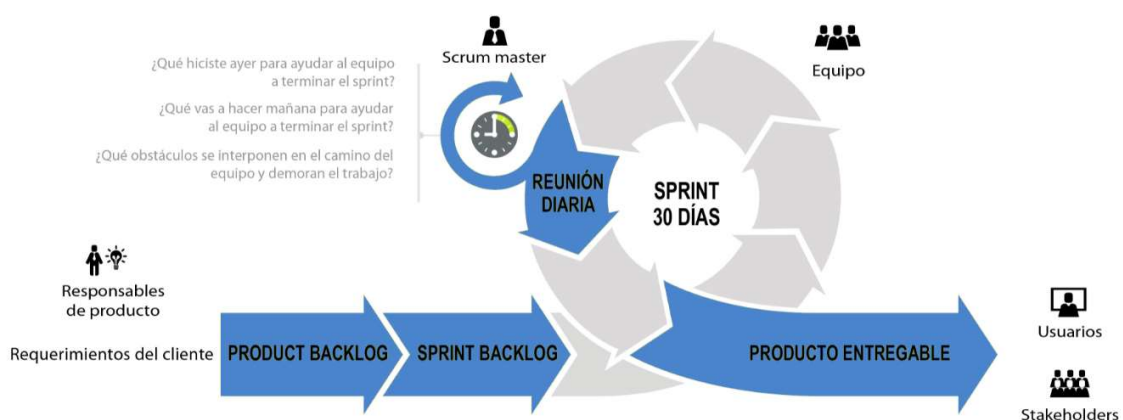 Scrum master
Equipo
¿Qué hiciste ayer para ayudar al equipo
a terminar el sprint?
¿Qué vas a hacer mañana para ayudar
al equipo a terminar el sprint?
¿Qué obstáculos se interponen en el camino del
equipo y demoran el trabajo?
REUNIÓN
DIARIA
SPRINT
30 DÍAS
Responsables
de producto
Requerimientos del cliente
PRODUCT BACKLOG
SPRINT BACKLOG
PRODUCTO ENTREGABLE
Usuarios
Stakeholders